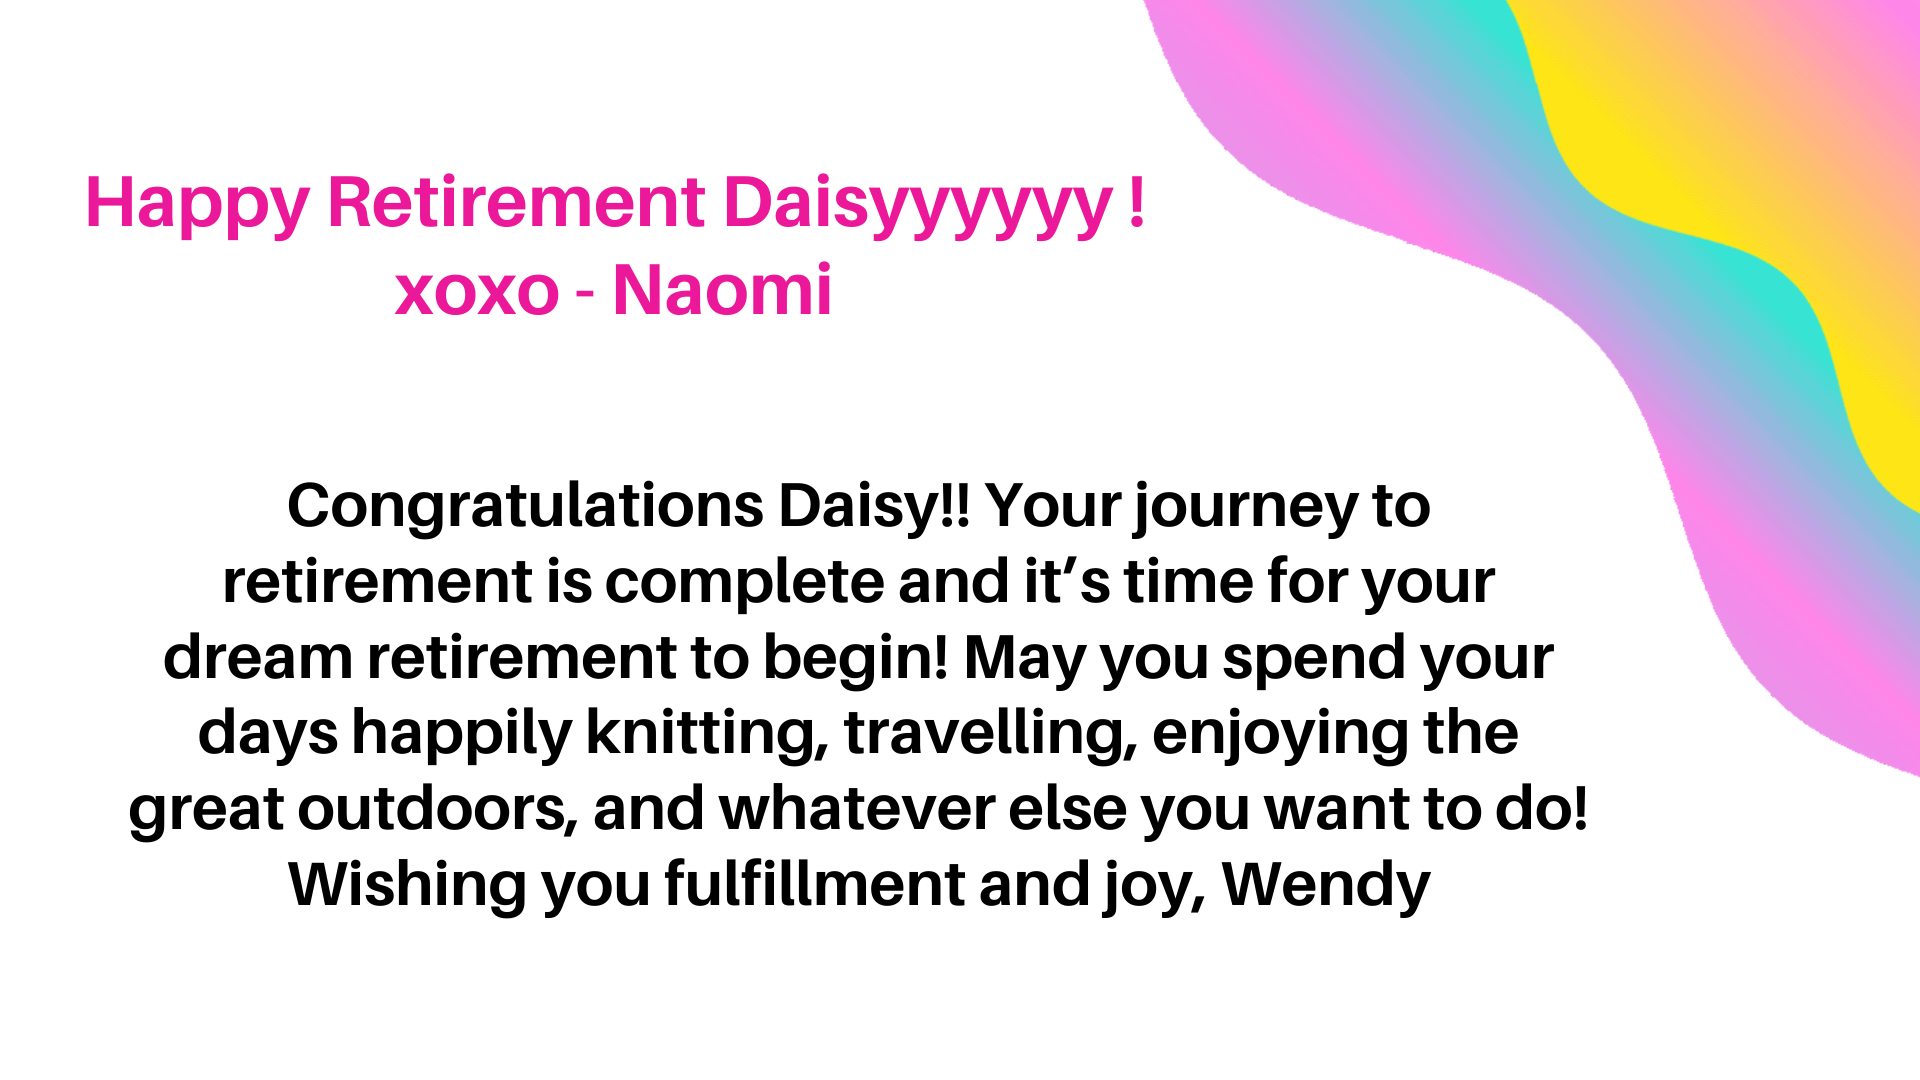 Happy Retirement Daisyyyyyy !
xoxo - Naomi
Congratulations Daisy!! Your journey to
retirement is complete and it’s time for your
dream retirement to begin! May you spend your
days happily knitting, travelling, enjoying the
great outdoors, and whatever else you want to do!
Wishing you fulfillment and joy, Wendy